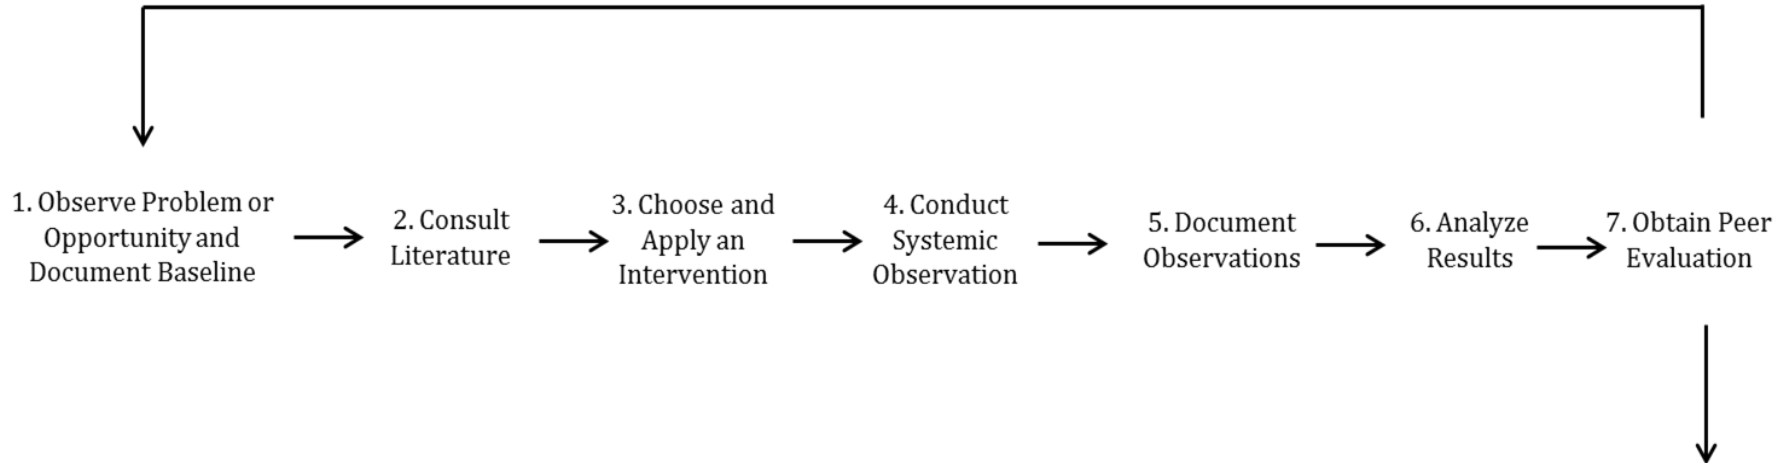 1. Observe Problem or
Opportunity and
Document Baseline
2. Consult
Literature
3. Choose and
Apply an
Intervention
4. Conduct
Systemic
Observation
5. Document
Observations
6. Analyze
Results
7. Obtain Peer
Evaluation